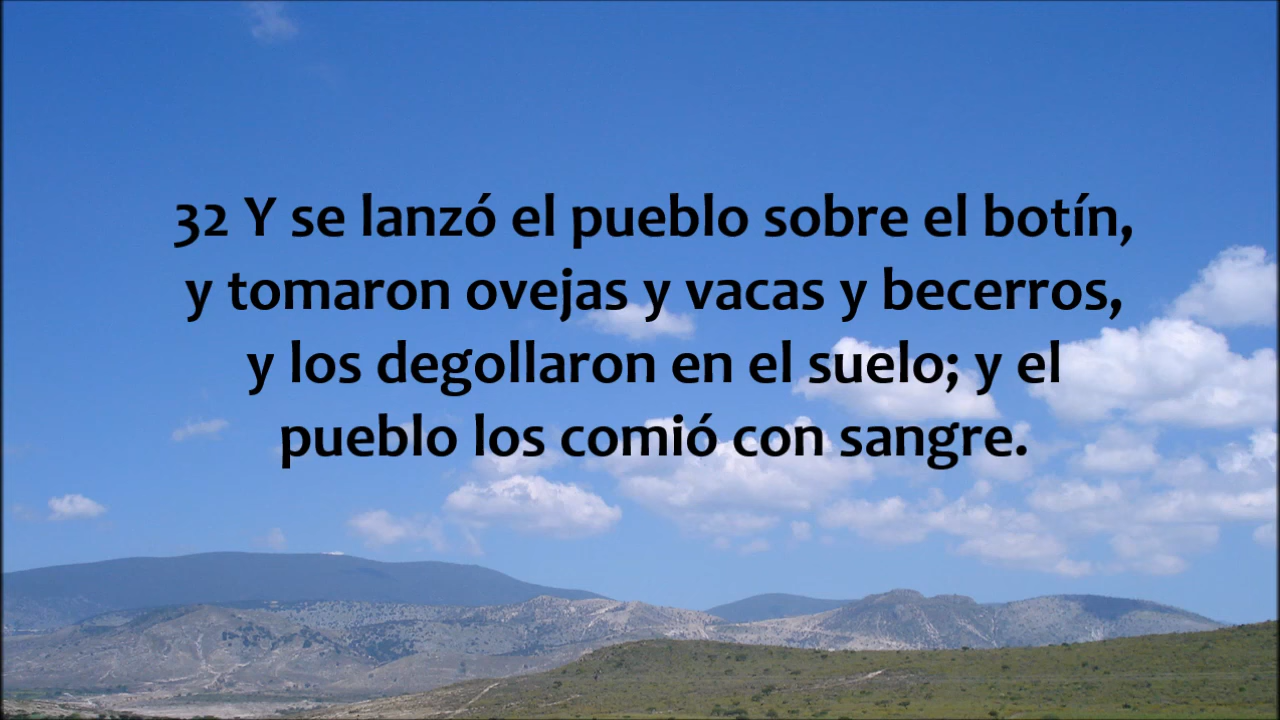 32 Y se lanzó el pueblo sobre el botín,
y tomaron ovejas y vacas y becerros,
y los degollaron en el suelo; y el
pueblo los comió con sangre.